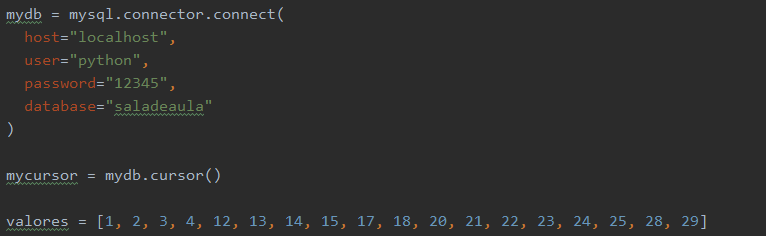 mydb = mysql.connector.connect(
  host="localhost",
  user="python",
  password="12345",
  database="saladeaula"
)
mycursor = mydb.cursor()
valores = [1, 2, 3, 4, 12, 13, 14, 15, 17, 18, 20, 21, 22, 23, 24, 25, 28, 29]